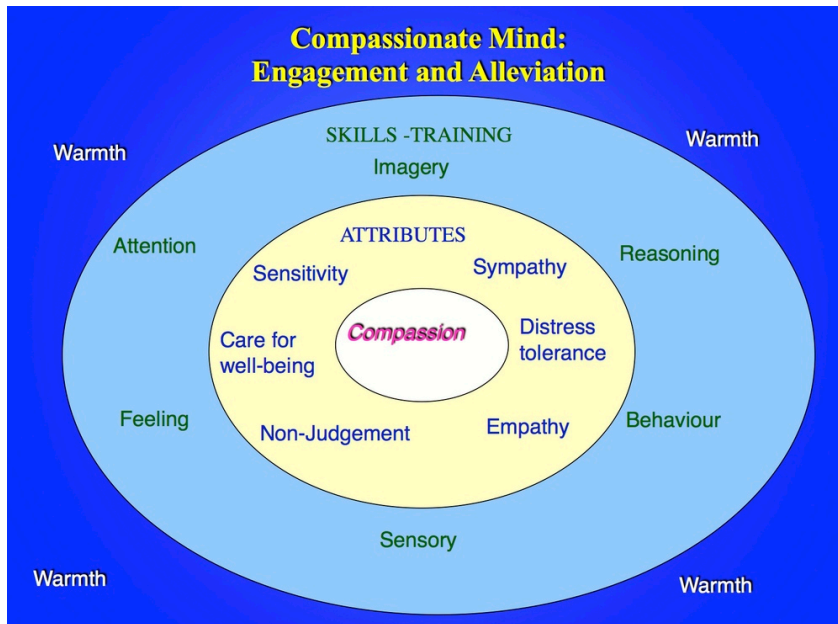 Compassionate Mind:
Engagement and Alleviation
Warmth
Warmth
SKILLS -TRAINING
Imagery
Attention
Reasoning
ATTRIBUTES
Sensitivity
Sympathy
Compassion
Care for
well-being
Distress
tolerance
Feeling
Behaviour
Non-Judgement
Empathy
Sensory
Warmth
Warmth